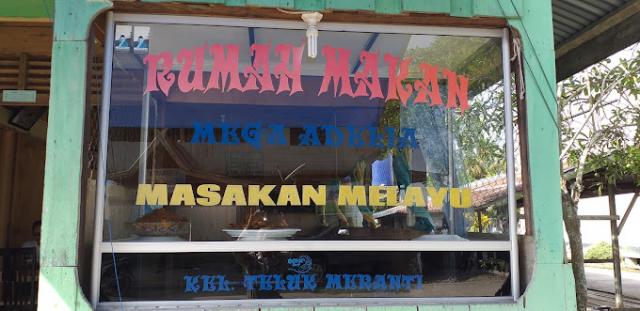 RUMAH MAKAN
MEGA ADELIA
MASAKAN MELAYU
KEL. TELUK MERANTI